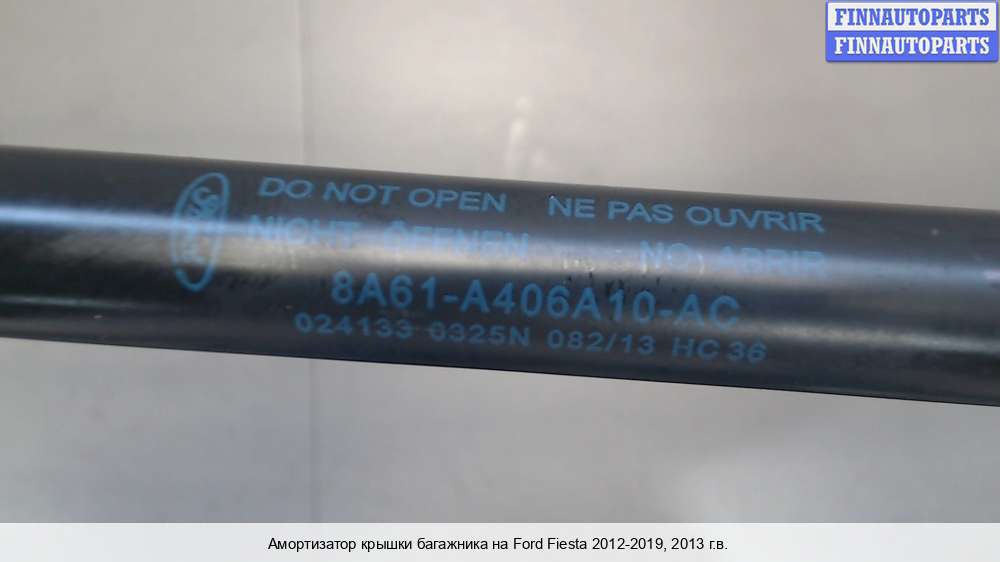 FINNAUTOPARTS
FINNAUTOPARTS
DO NOT OPEN NE PAS OUVRIR
NICHT ÖFFNEN NO ABRIR
8A61-A406A10-AC
024133 0325N 082/13 HC 36
Амортизатор крышки багажника на Ford Fiesta 2012-2019, 2013 г.в.